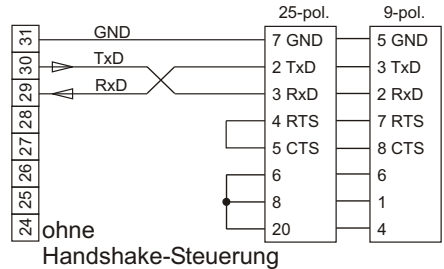 25-pol. 9-pol.
31 GND 7 GND 5 GND
30 TxD 2 TxD 3 TxD
29 RxD 3 RxD 2 RxD
28 4 RTS 7 RTS
27 5 CTS 8 CTS
26 6 6
25 8 1
24 20 4
ohne
Handshake-Steuerung